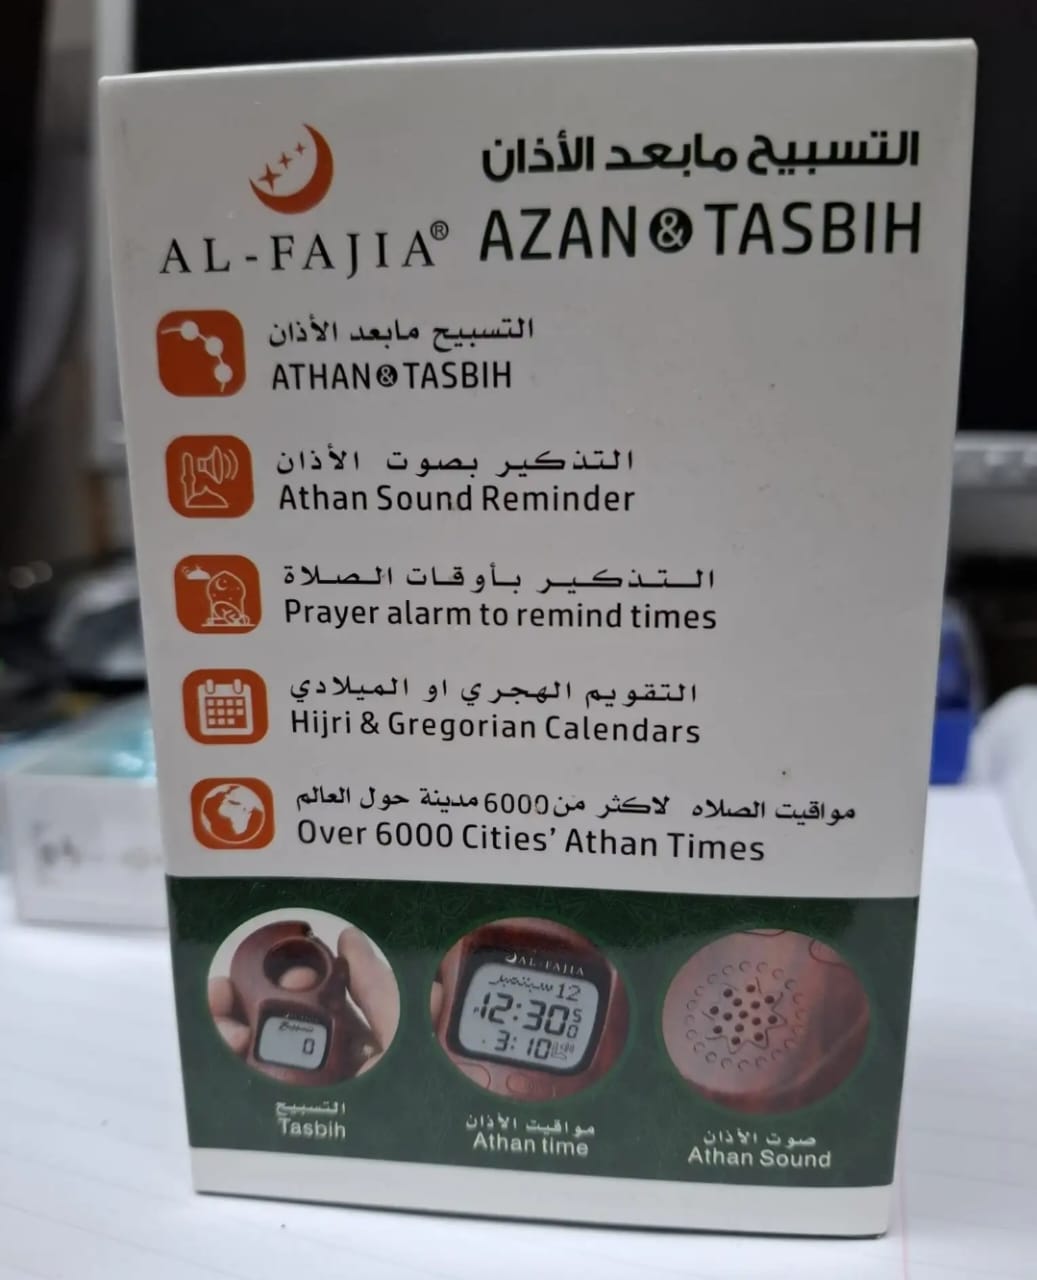 التسبيح مابعد الأذان
AL-FAJIA®
AZAN & TASBIH
التسبيح مابعد الأذان
ATHAN & TASBIH
التذكير بصوت الأذان
Athan Sound Reminder
التذكير بأوقات الصلاة
Prayer alarm to remind times
التقويم الهجري او الميلادي
Hijri & Gregorian Calendars
مواقيت الصلاه لاكثر من 6000 مدينة حول العالم
Over 6000 Cities’ Athan Times
تسبيح
0
AL-FAJIA
12 سبتمبر
12:30
3:10
التسبيح
Tasbih
مواقيت الأذان
Athan time
صوت الأذان
Athan Sound